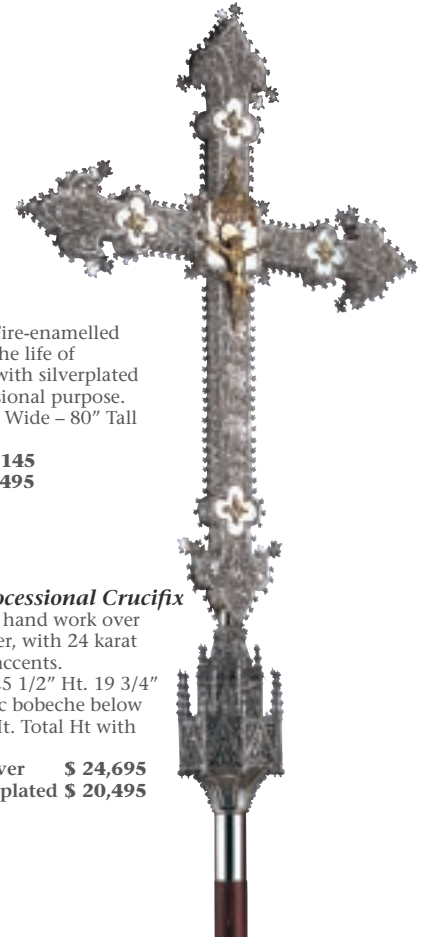 ire-enamelled
he life of
with silverplated
sional purpose.
Wide – 80” Tall
145
495
ocessional Crucifix
hand work over
er, with 24 karat
accents.
5 1/2” Ht. 19 3/4”
c bobeche below
Ht. Total Ht with
ver $ 24,695
plated $ 20,495